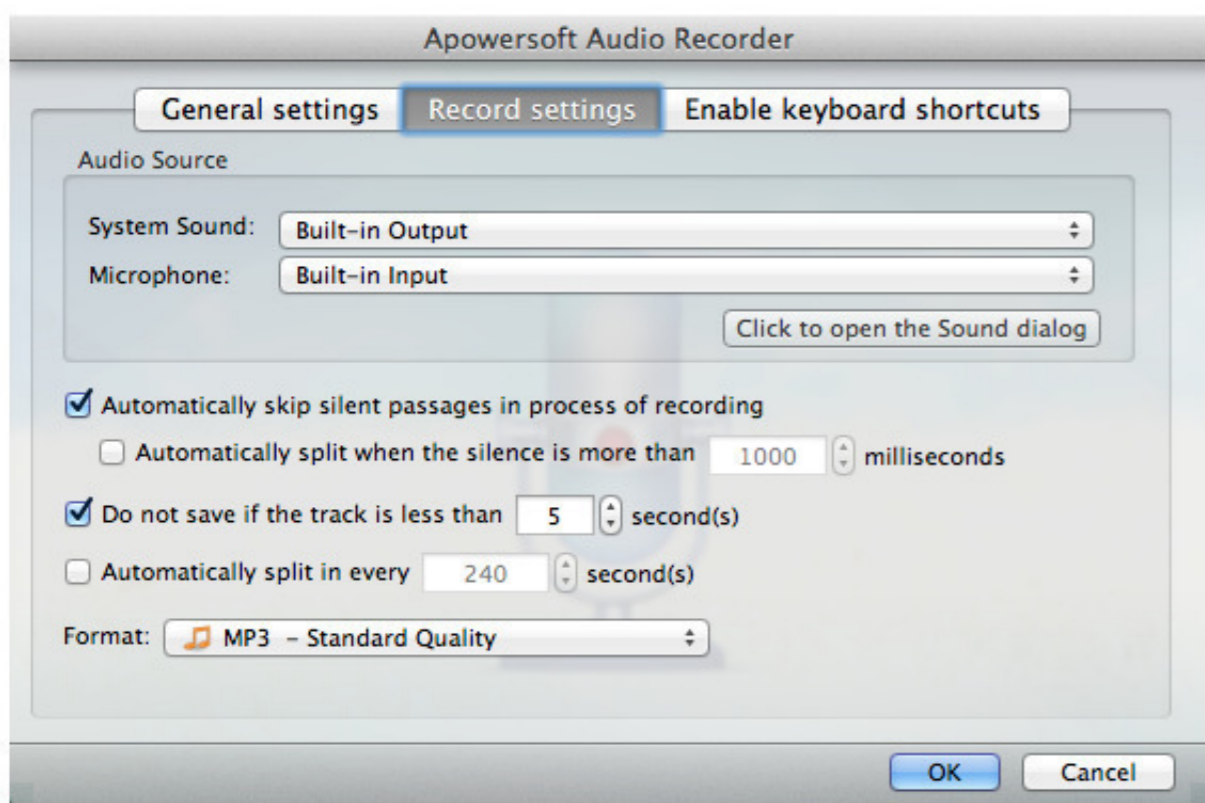 Apowersoft Audio Recorder
General settings Record settings Enable keyboard shortcuts
Audio Source
System Sound: Built-in Output
Microphone: Built-in Input
Click to open the Sound dialog
Automatically skip silent passages in process of recording
Automatically split when the silence is more than 1000 milliseconds
Do not save if the track is less than 5 second(s)
Automatically split in every 240 second(s)
Format: MP3 - Standard Quality
OK Cancel